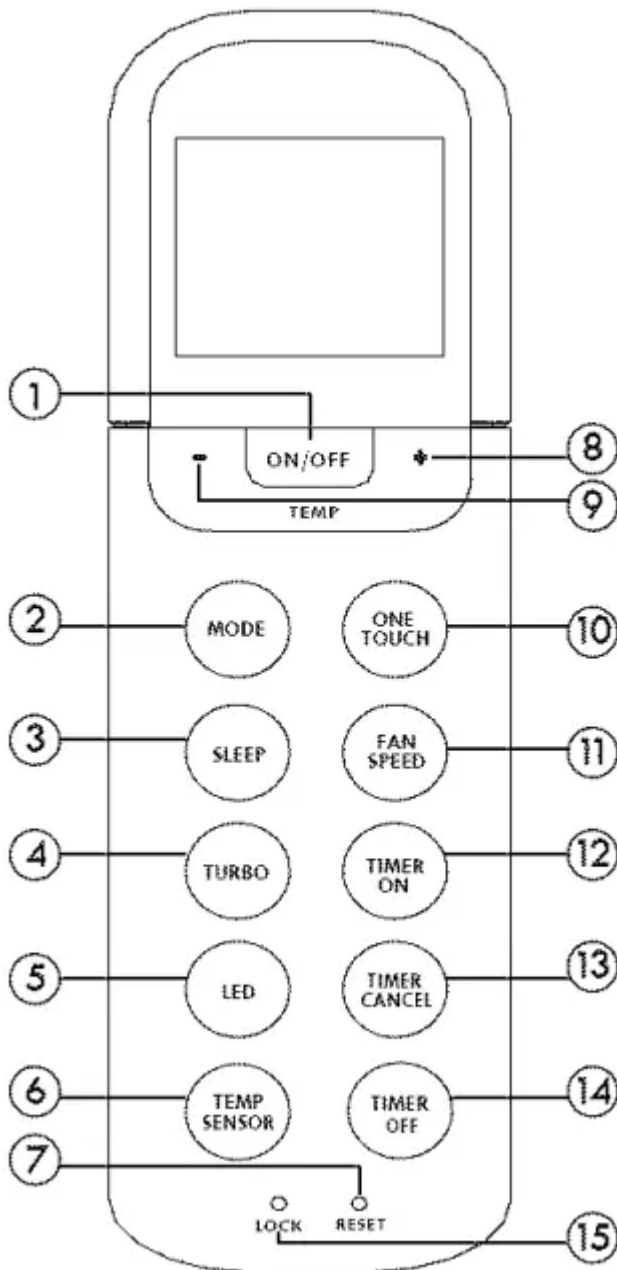 1
ON/OFF
8
-
+
9
TEMP
2
MODE
ONE
TOUCH
10
3
SLEEP
FAN
SPEED
11
4
TURBO
TIMER
ON
12
5
LED
TIMER
CANCEL
13
6
TEMP
SENSOR
TIMER
OFF
14
7
LOCK
RESET
15